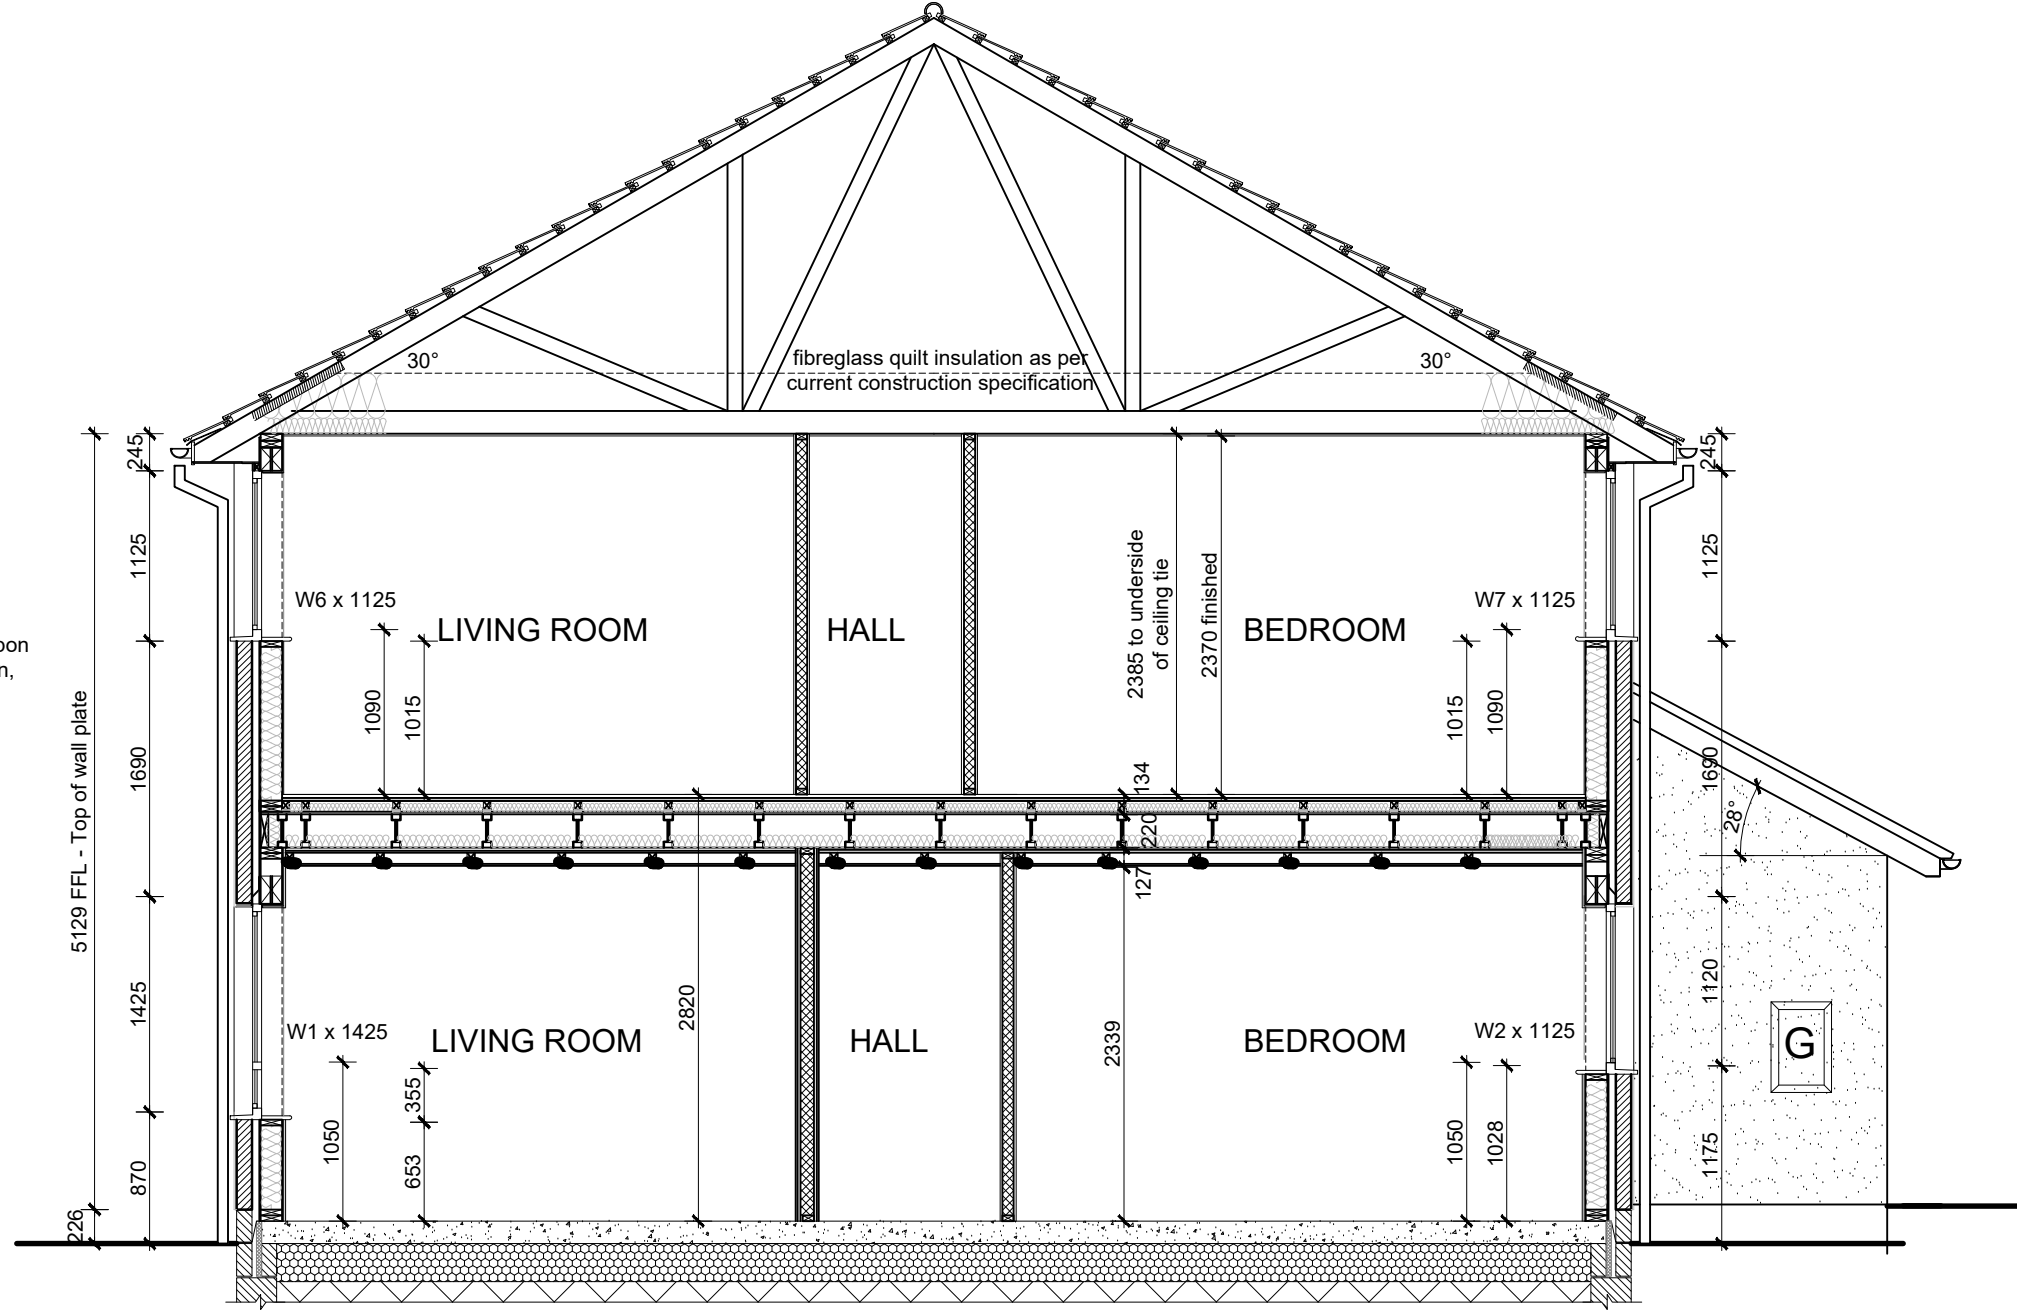 30°
fibreglass quilt insulation as per
current construction specification
30°
245
245
1125
1125
2385 to underside
of ceiling tie
2370 finished
W6 x 1125
W7 x 1125
LIVING ROOM
HALL
BEDROOM
oon
n,
5129 FFL - Top of wall plate
1090
1015
1015
1090
1690
1690
134
220
127
28°
1425
2820
1120
W1 x 1425
W2 x 1125
LIVING ROOM
HALL
BEDROOM
2339
G
355
1050
653
1050
1028
870
1175
226